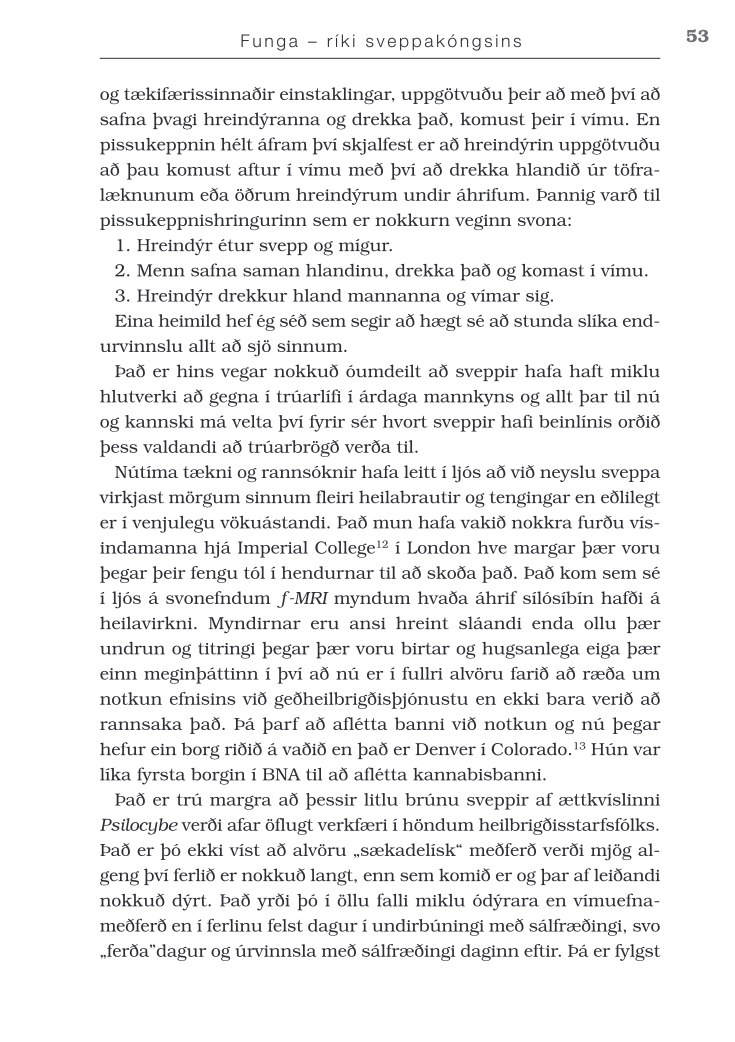 Funga – ríki sveppakóngsins
53
og tækifærissinnaðir einstaklingar, uppgötvuðu þeir að með því að
safna þvagi hreindýranna og drekka það, komust þeir í vímu. En
pissukeppnin hélt áfram því skjalfest er að hreindýrin uppgötvuðu
að þau komust aftur í vímu með því að drekka hlandið úr töfra-
læknunum eða öðrum hreindýrum undir áhrifum. Þannig varð til
pissukeppnishringurinn sem er nokkurn veginn svona:
1. Hreindýr étur svepp og mígur.
2. Menn safna saman hlandinu, drekka það og komast í vímu.
3. Hreindýr drekkur hland mannanna og vímar sig.
Eina heimild hef ég séð sem segir að hægt sé að stunda slíka end-
urvinnslu allt að sjö sinnum.
Það er hins vegar nokkuð óumdeilt að sveppir hafa haft miklu
hlutverki að gegna í trúarlífi í árdaga mannkyns og allt þar til nú
og kannski má velta því fyrir sér hvort sveppir hafi beinlínis orðið
þess valdandi að trúarbrögð verða til.
Nútíma tækni og rannsóknir hafa leitt í ljós að við neyslu sveppa
virkjast mörgum sinnum fleiri heilabrautir og tengingar en eðlilegt
er í venjulegu vökuástandi. Það mun hafa vakið nokkra furðu vís-
indamanna hjá Imperial College¹² í London hve margar þær voru
þegar þeir fengu tól í hendurnar til að skoða það. Það kom sem sé
í ljós á svonefndum ƒ-MRI myndum hvaða áhrif sílósíbín hafði á
heilavirkni. Myndirnar eru ansi hreint sláandi enda ollu þær
undrun og titringi þegar þær voru birtar og hugsanlega eiga þær
einn meginþáttinn í því að nú er í fullri alvöru farið að ræða um
notkun efnisins við geðheilbrigðisþjónustu en ekki bara verið að
rannsaka það. Þá þarf að aflétta banni við notkun og nú þegar
hefur ein borg riðið á vaðið en það er Denver í Colorado.¹³ Hún var
líka fyrsta borgin í BNA til að aflétta kannabisbanni.
Það er trú margra að þessir litlu brúnu sveppir af ættkvíslinni
Psilocybe verði afar öflugt verkfæri í höndum heilbrigðisstarfsfólks.
Það er þó ekki víst að alvöru „sækadelísk“ meðferð verði mjög al-
geng því ferlið er nokkuð langt, enn sem komið er og þar af leiðandi
nokkuð dýrt. Það yrði þó í öllu falli miklu ódýrara en vímuefna-
meðferð en í ferlinu felst dagur í undirbúningi með sálfræðingi, svo
„ferða”dagur og úrvinnsla með sálfræðingi daginn eftir. Þá er fylgst